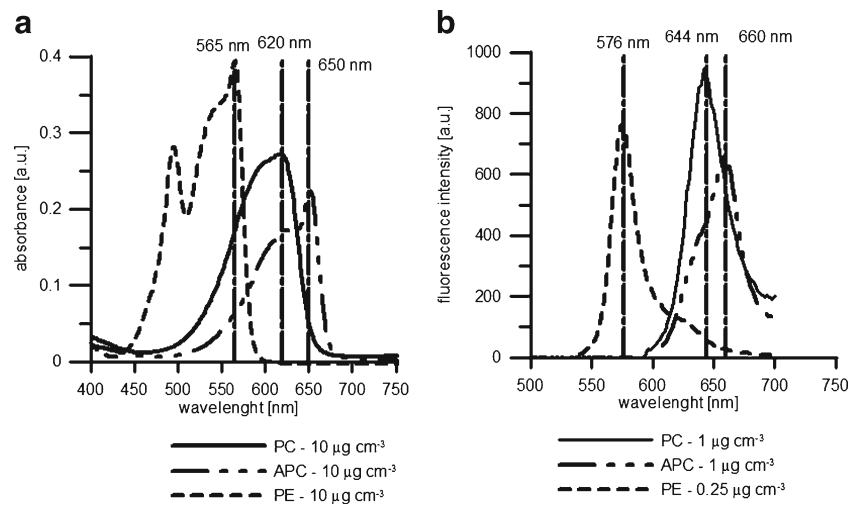 a
565 nm 620 nm
650 nm
0.4
0.3
0.2
0.1
0
absorbance [a.u.]
400 450 500 550 600 650 700 750
wavelenght [nm]
PC - 10 µg cm⁻³
APC - 10 µg cm⁻³
PE - 10 µg cm⁻³
b
576 nm 644 nm 660 nm
1000
800
600
400
200
0
fluorescence intensity [a.u.]
500 550 600 650 700 750
wavelenght [nm]
PC - 1 µg cm⁻³
APC - 1 µg cm⁻³
PE - 0.25 µg cm⁻³